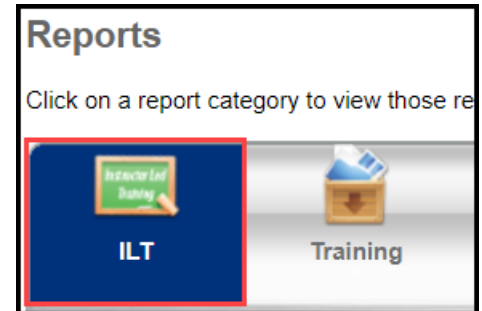 Reports
Click on a report category to view those re
Instructor Led
Training
ILT
Training